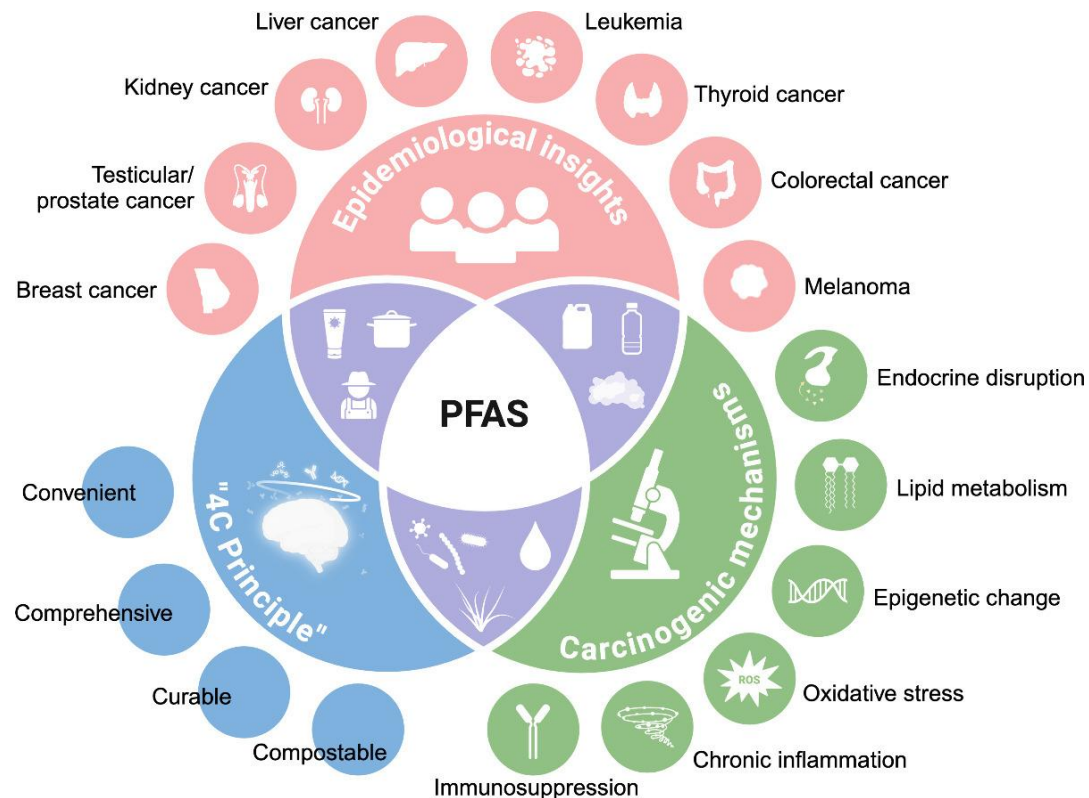 Liver cancer
Leukemia
Kidney cancer
Thyroid cancer
Testicular/
prostate cancer
Colorectal cancer
Breast cancer
Melanoma
Epidemiological insights
PFAS
"4C Principle"
Carcinogenic mechanisms
Endocrine disruption
Lipid metabolism
Epigenetic change
ROS
Oxidative stress
Chronic inflammation
Immunosuppression
Convenient
Comprehensive
Curable
Compostable